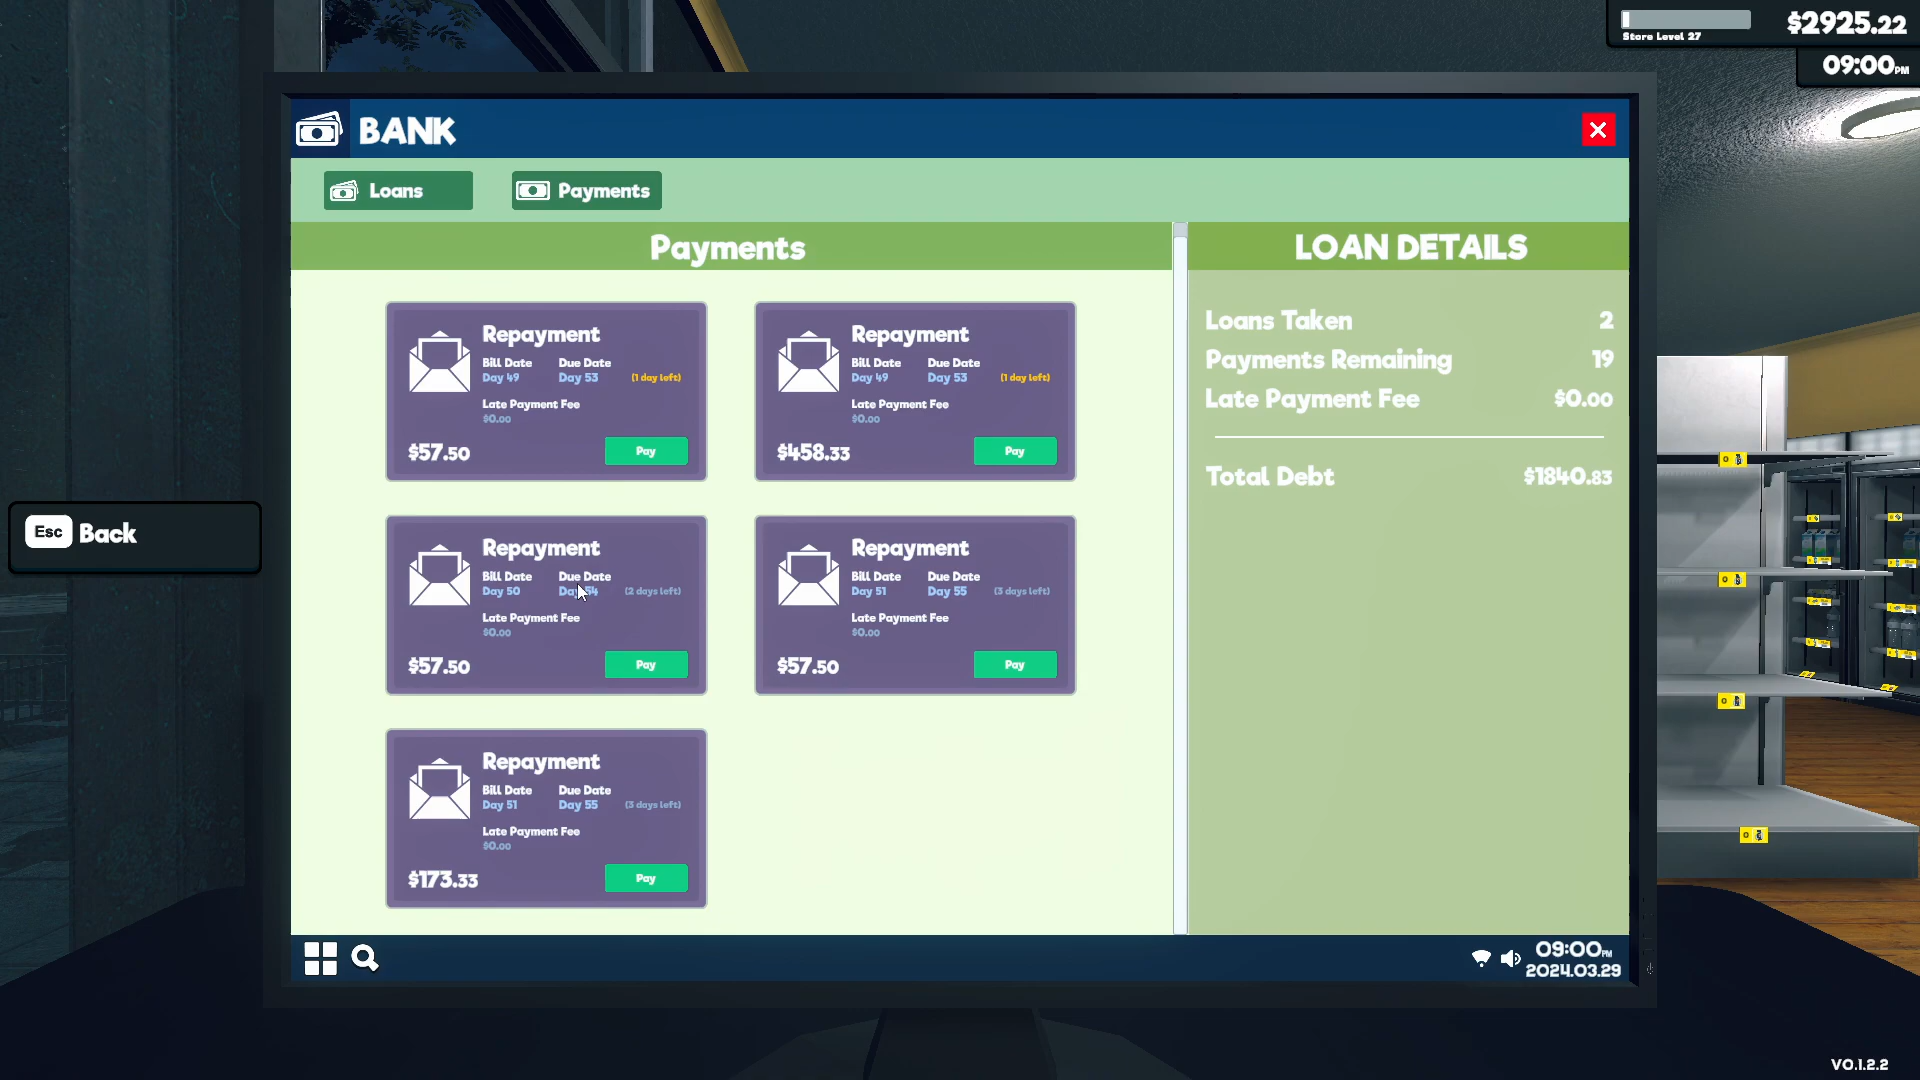 $2925.22
Store Level 27
09:00PM
BANK
Loans
Payments
Payments
LOAN DETAILS
Repayment
Bill Date Due Date
Day 49 Day 53 (1 day left)
Late Payment Fee
$0.00
$57.50 Pay
Repayment
Bill Date Due Date
Day 49 Day 53 (1 day left)
Late Payment Fee
$0.00
$458.33 Pay
Loans Taken 2
Payments Remaining 19
Late Payment Fee $0.00
Total Debt $1840.83
Esc Back
Repayment
Bill Date Due Date
Day 50 Day 54 (2 days left)
Late Payment Fee
$0.00
$57.50 Pay
Repayment
Bill Date Due Date
Day 51 Day 55 (3 days left)
Late Payment Fee
$0.00
$57.50 Pay
Repayment
Bill Date Due Date
Day 51 Day 55 (3 days left)
Late Payment Fee
$0.00
$173.33 Pay
0
0
0
0
09:00PM
2024.03.29
V0.1.2.2